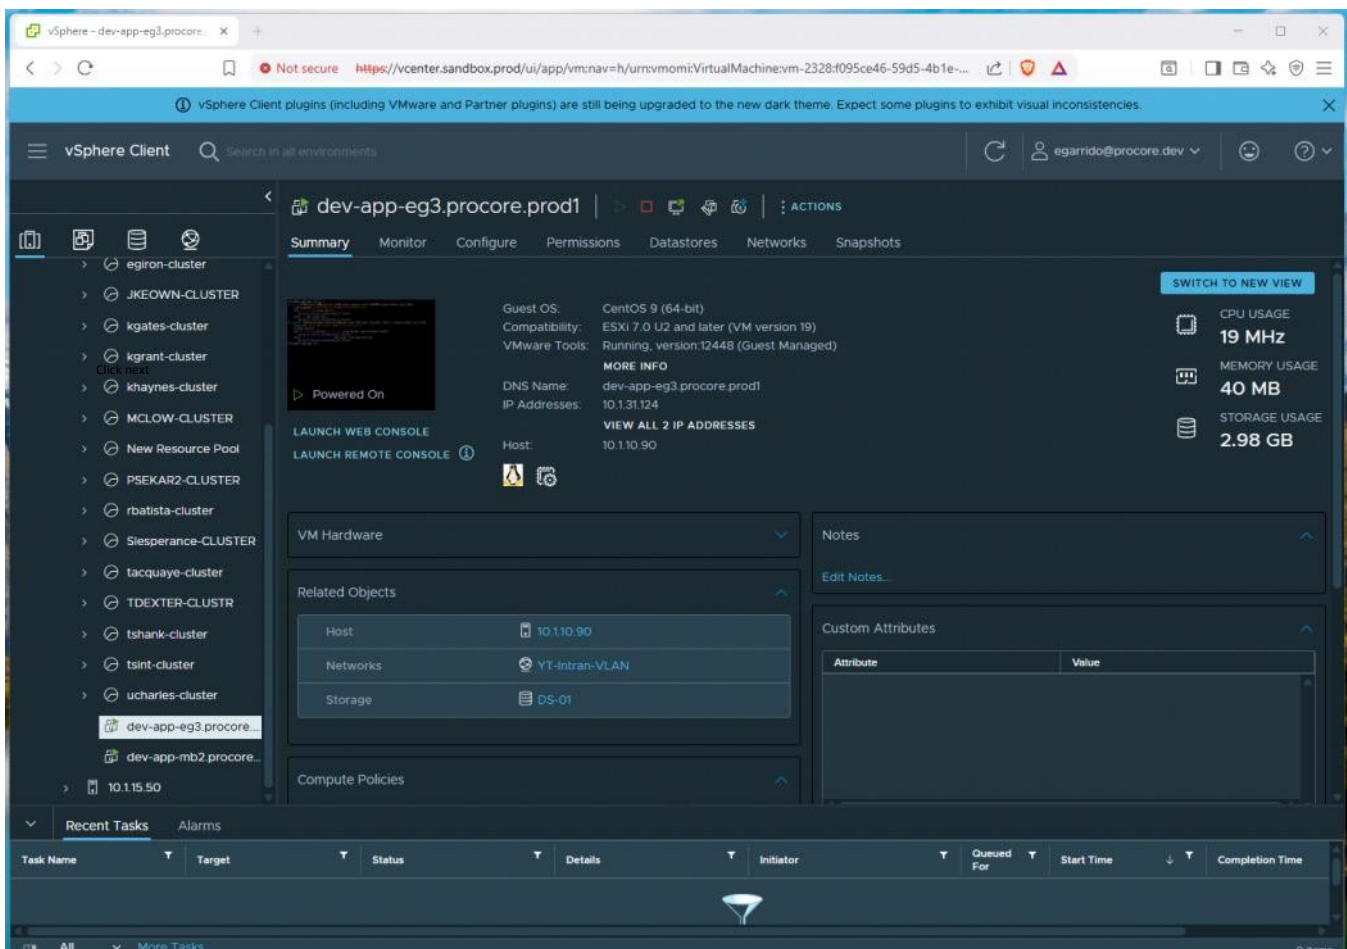 vSphere - dev-app-eg3.procore.
Not secure https://vcenter.sandbox.prod/ui/app/vm:nav=h/urn:vmomi:VirtualMachine:vm-2328:f095ce46-59d5-4b1e-...
vSphere Client plugins (including VMware and Partner plugins) are still being upgraded to the new dark theme. Expect some plugins to exhibit visual inconsistencies.
vSphere Client
Search in all environments
egarrido@procore.dev
dev-app-eg3.procore.prod1
ACTIONS
Summary Monitor Configure Permissions Datastores Networks Snapshots
egiron-cluster
JKEOWN-CLUSTER
kgates-cluster
kgrant-cluster
Click next
khaynes-cluster
MCLOW-CLUSTER
New Resource Pool
PSEKAR2-CLUSTER
rbatista-cluster
Slesperance-CLUSTER
tacquaye-cluster
TDEXTER-CLUSTR
tshank-cluster
tsint-cluster
ucharles-cluster
dev-app-eg3.procore....
dev-app-mb2.procore...
10.1.15.50
Powered On
LAUNCH WEB CONSOLE
LAUNCH REMOTE CONSOLE
Guest OS: CentOS 9 (64-bit)
Compatibility: ESXi 7.0 U2 and later (VM version 19)
VMware Tools: Running, version:12448 (Guest Managed)
MORE INFO
DNS Name: dev-app-eg3.procore.prod1
IP Addresses: 10.1.31.124
VIEW ALL 2 IP ADDRESSES
Host: 10.1.10.90
SWITCH TO NEW VIEW
CPU USAGE
19 MHz
MEMORY USAGE
40 MB
STORAGE USAGE
2.98 GB
VM Hardware
Related Objects
Host 10.1.10.90
Networks YT-Intran-VLAN
Storage DS-01
Compute Policies
Notes
Edit Notes...
Custom Attributes
Attribute Value
Recent Tasks Alarms
Task Name Target Status Details Initiator Queued For Start Time Completion Time
All More Tasks
0 items